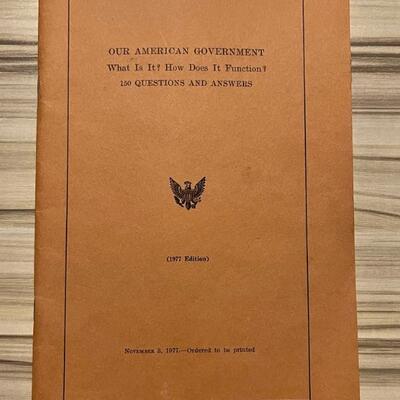 OUR AMERICAN GOVERNMENT
What Is It? How Does It Function?
150 QUESTIONS AND ANSWERS
(1977 Edition)
November 3, 1977.—Ordered to be printed